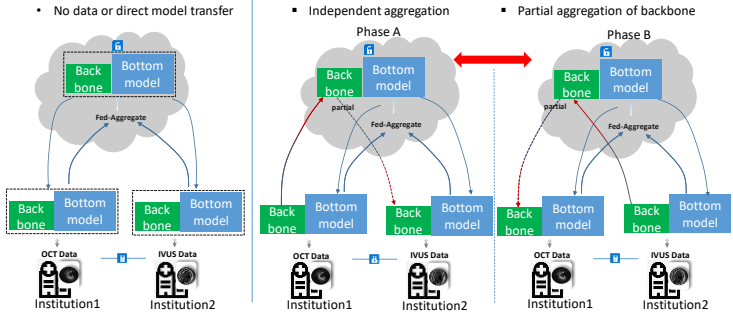 • No data or direct model transfer
▪ Independent aggregation
▪ Partial aggregation of backbone
Back
bone
Bottom
model
Fed-Aggregate
Back
bone
Bottom
model
Back
bone
Bottom
model
OCT Data
IVUS Data
Institution1
Institution2
Phase A
Back
bone
Bottom
model
partial
Fed-Aggregate
Back
bone
Bottom
model
Back
bone
Bottom
model
OCT Data
IVUS Data
Institution1
Institution2
Phase B
Back
bone
Bottom
model
partial
Fed-Aggregate
Back
bone
Bottom
model
Back
bone
Bottom
model
OCT Data
IVUS Data
Institution1
Institution2